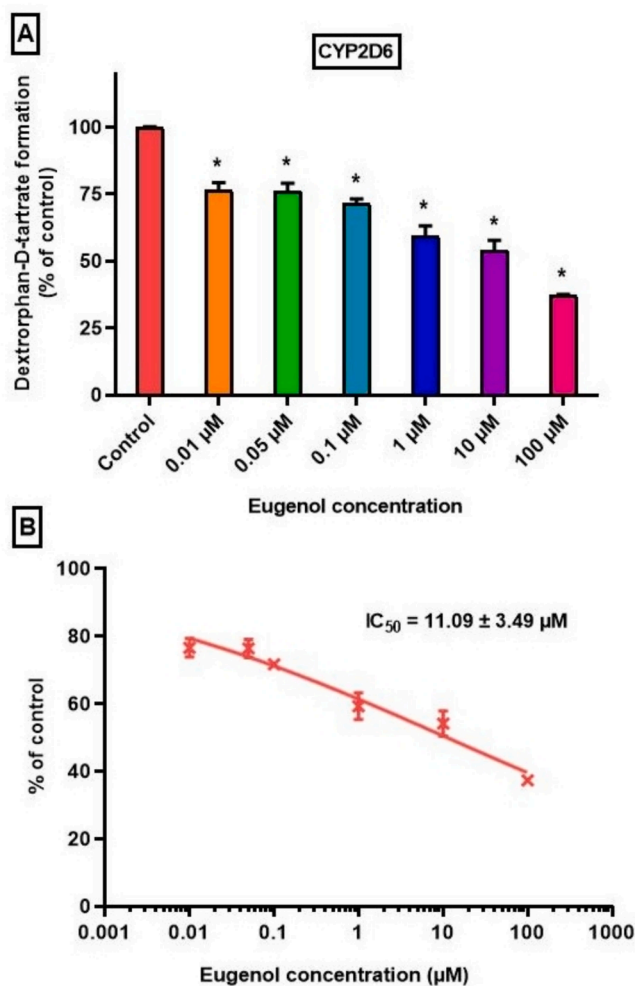 A
CYP2D6
Dextrorphan-D-tartrate formation
(% of control)
100
75
50
25
0
*
*
*
*
*
*
Control
0.01 µM
0.05 µM
0.1 µM
1 µM
10 µM
100 µM
Eugenol concentration
B
IC50 = 11.09 ± 3.49 µM
% of control
100
80
60
40
20
0
0.001
0.01
0.1
1
10
100
1000
Eugenol concentration (µM)